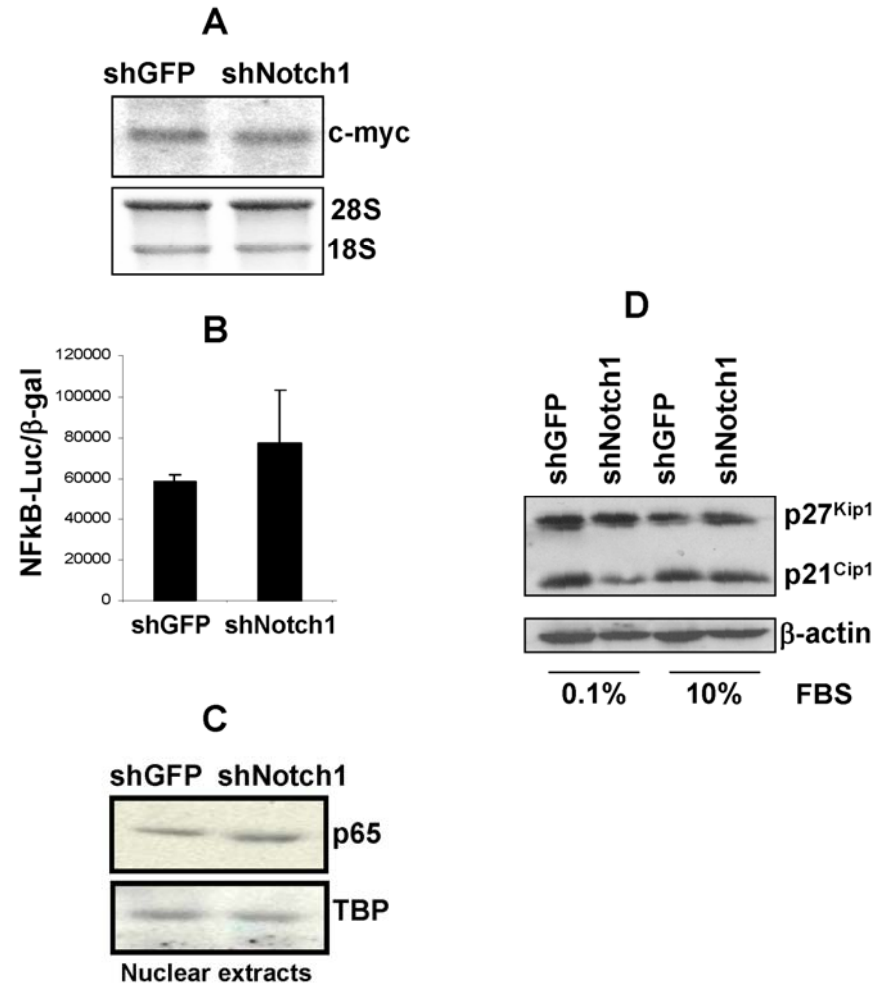 A
shGFP shNotch1
c-myc
28S
18S
B
NFkB-Luc/β-gal
120000
100000
80000
60000
40000
20000
0
shGFP shNotch1
C
shGFP shNotch1
p65
TBP
Nuclear extracts
D
shGFP
shNotch1
shGFP
shNotch1
p27Kip1
p21Cip1
β-actin
0.1% 10% FBS